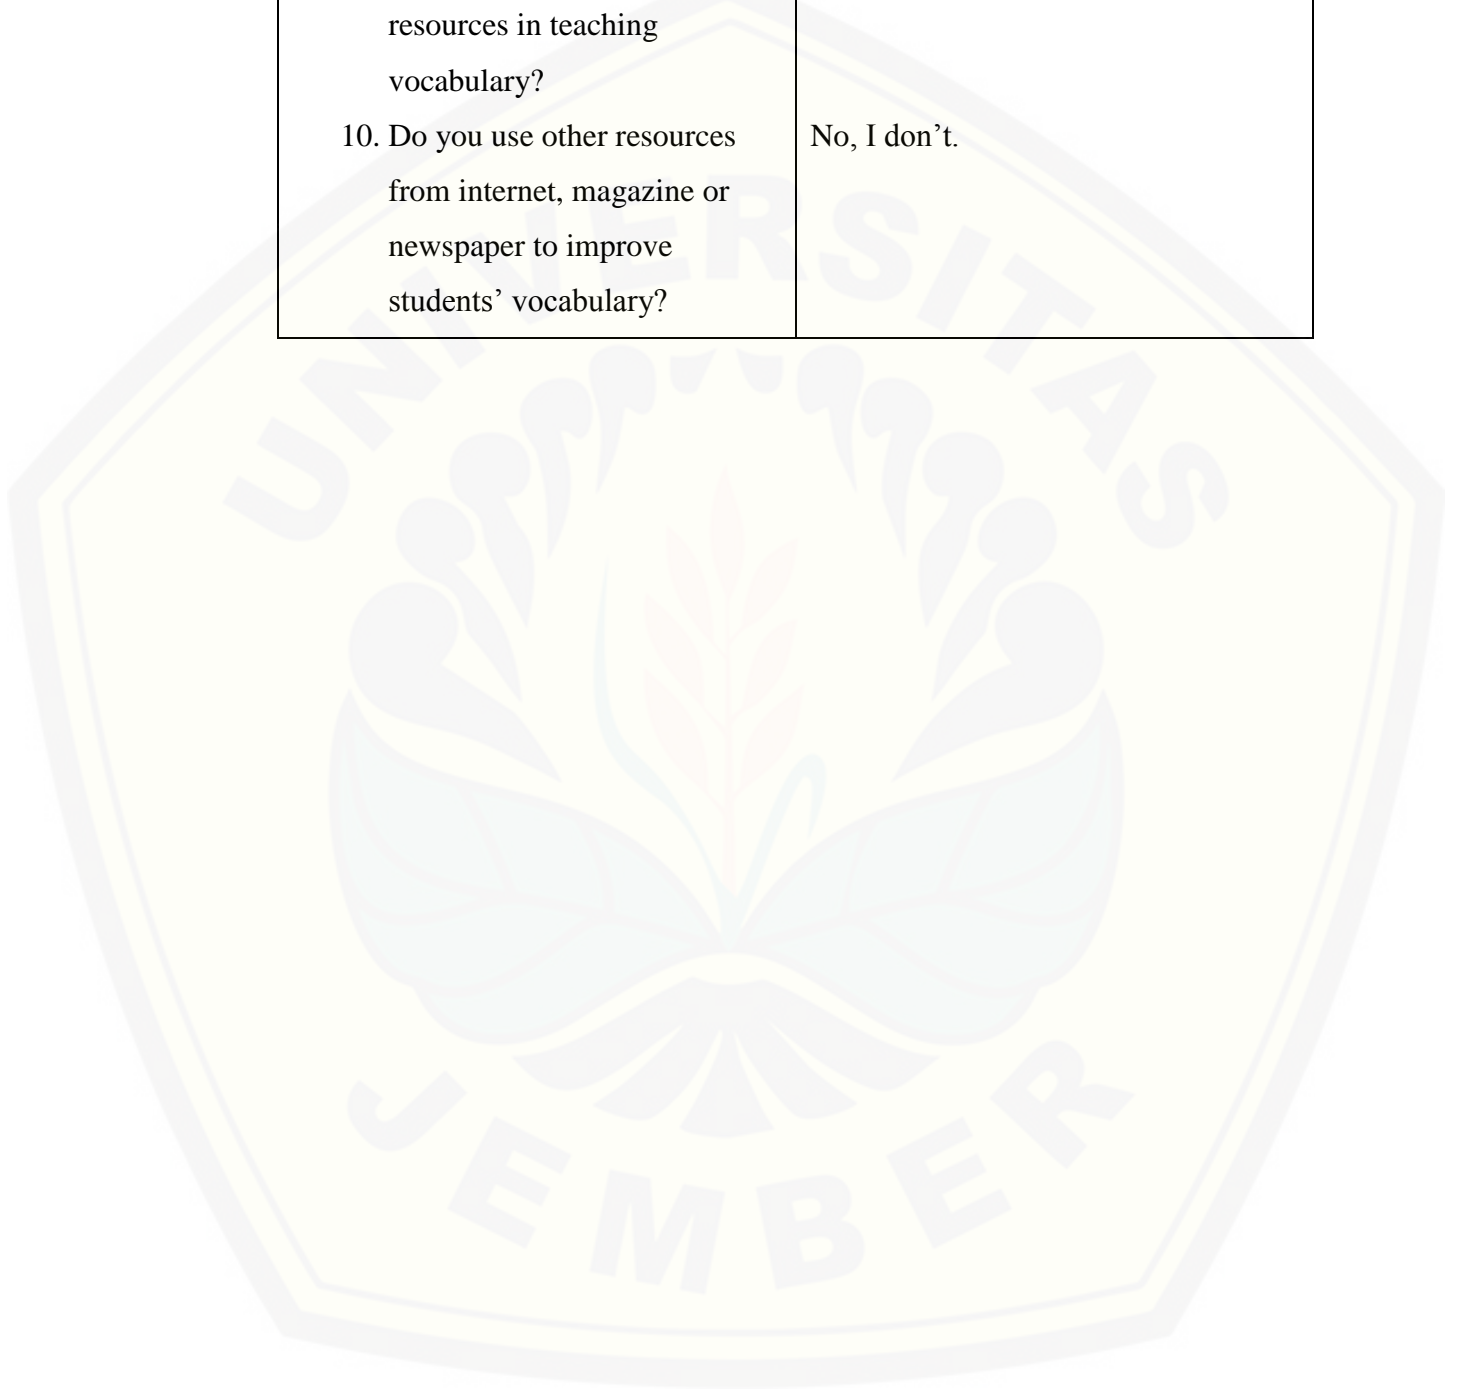 resources in teaching
vocabulary?
10. Do you use other resources No, I don’t.
from internet, magazine or
newspaper to improve
students’ vocabulary?
UNIVERSITAS
JEMBER